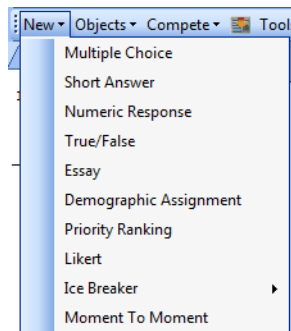 New Objects Compete Tools
Multiple Choice
Short Answer
Numeric Response
True/False
Essay
Demographic Assignment
Priority Ranking
Likert
Ice Breaker
Moment To Moment